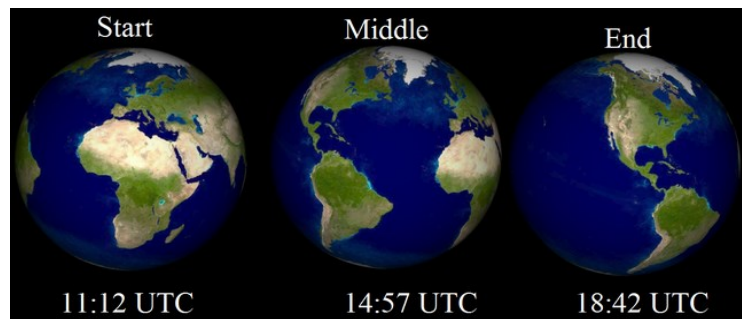 Start
Middle
End
11:12 UTC
14:57 UTC
18:42 UTC